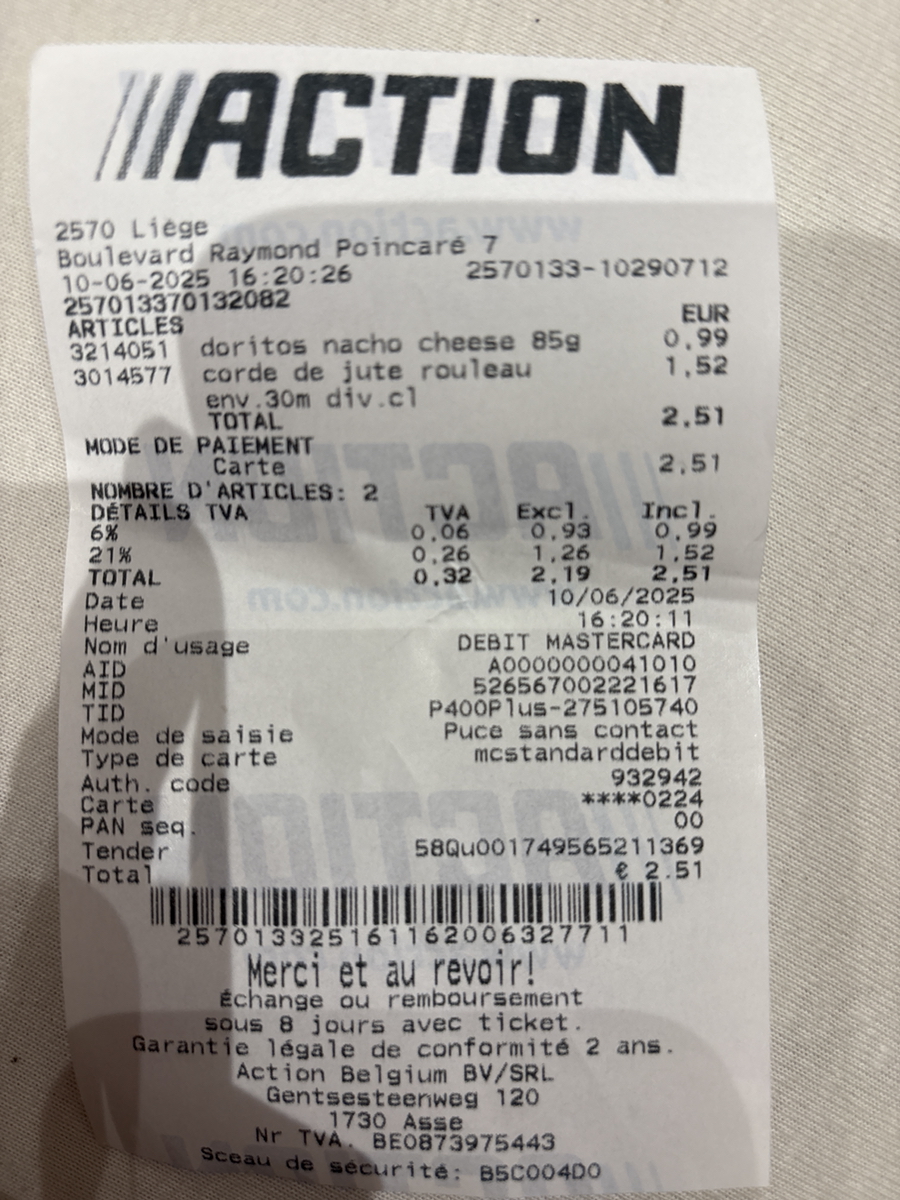 ACTION
2570 Liège
Boulevard Raymond Poincaré 7
10-06-2025 16:20:26 2570133-10290712
257013370132082
ARTICLES EUR
3214051 doritos nacho cheese 85g 0,99
3014577 corde de jute rouleau 1,52
env.30m div.cl
TOTAL 2,51
MODE DE PAIEMENT
Carte 2,51
NOMBRE D'ARTICLES: 2
DÉTAILS TVA TVA Excl. Incl.
6% 0,06 0,93 0,99
21% 0,26 1,26 1,52
TOTAL 0,32 2,19 2,51
Date 10/06/2025
Heure 16:20:11
Nom d'usage DEBIT MASTERCARD
AID A0000000041010
MID 526567002221617
TID P400Plus-275105740
Mode de saisie Puce sans contact
Type de carte mcstandarddebit
Auth. code 932942
Carte ****0224
PAN seq. 00
Tender 58Qu001749565211369
Total € 2.51
2570133251611620063277​11
Merci et au revoir!
Échange ou remboursement
sous 8 jours avec ticket.
Garantie légale de conformité 2 ans.
Action Belgium BV/SRL
Gentsesteenweg 120
1730 Asse
Nr TVA. BE0873975443
Sceau de sécurité: B5C004D0